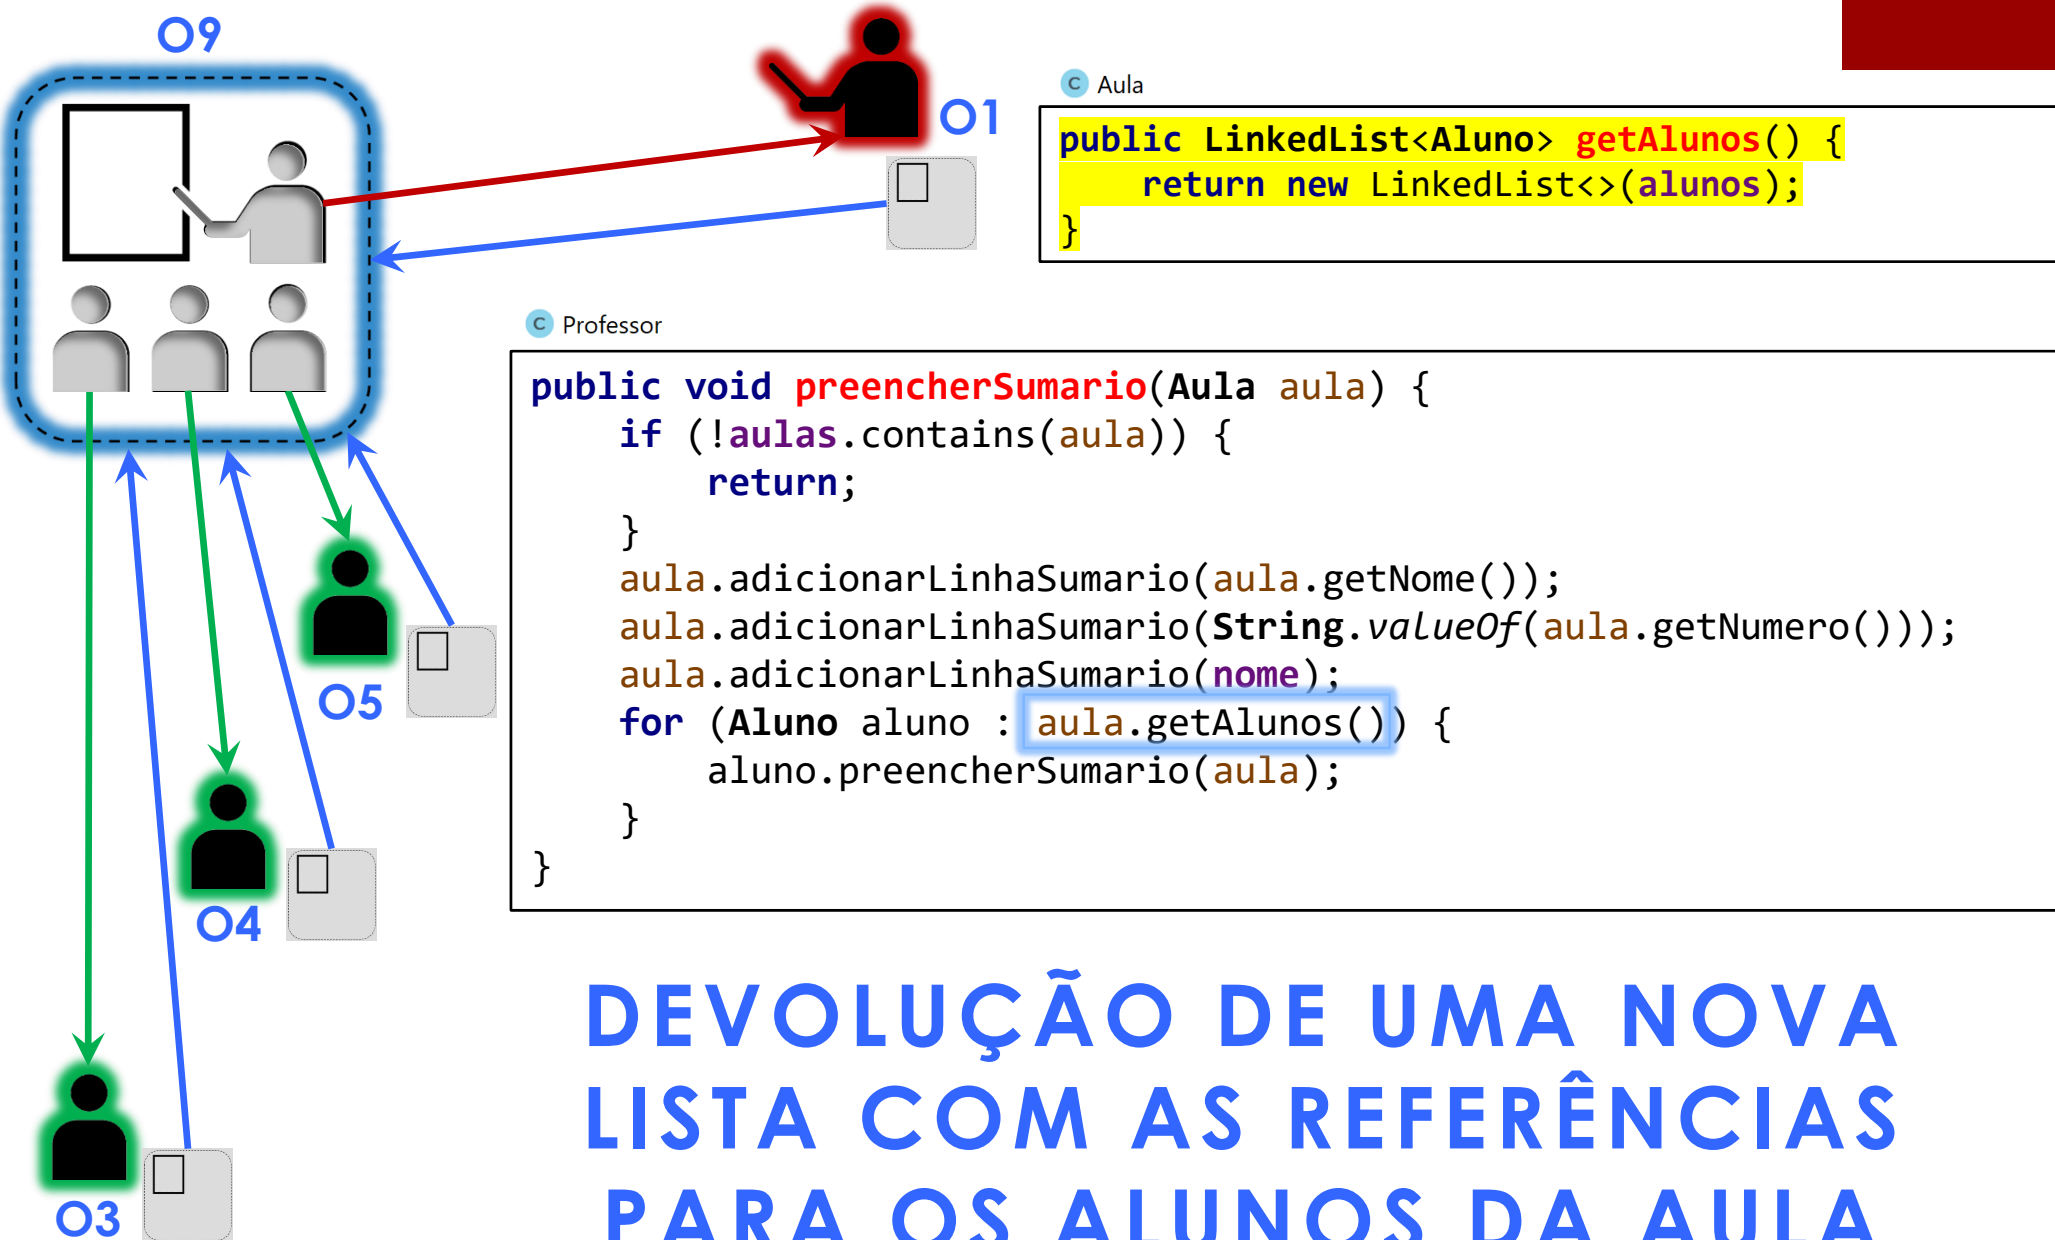 O9
O1
C Aula
public LinkedList<Aluno> getAlunos() {
    return new LinkedList<>(alunos);
}
C Professor
public void preencherSumario(Aula aula) {
    if (!aulas.contains(aula)) {
        return;
    }
    aula.adicionarLinhaSumario(aula.getNome());
    aula.adicionarLinhaSumario(String.valueOf(aula.getNumero()));
    aula.adicionarLinhaSumario(nome);
    for (Aluno aluno : aula.getAlunos()) {
        aluno.preencherSumario(aula);
    }
}
O5
O4
O3
DEVOLUÇÃO DE UMA NOVA
LISTA COM AS REFERÊNCIAS
PARA OS ALUNOS DA AULA